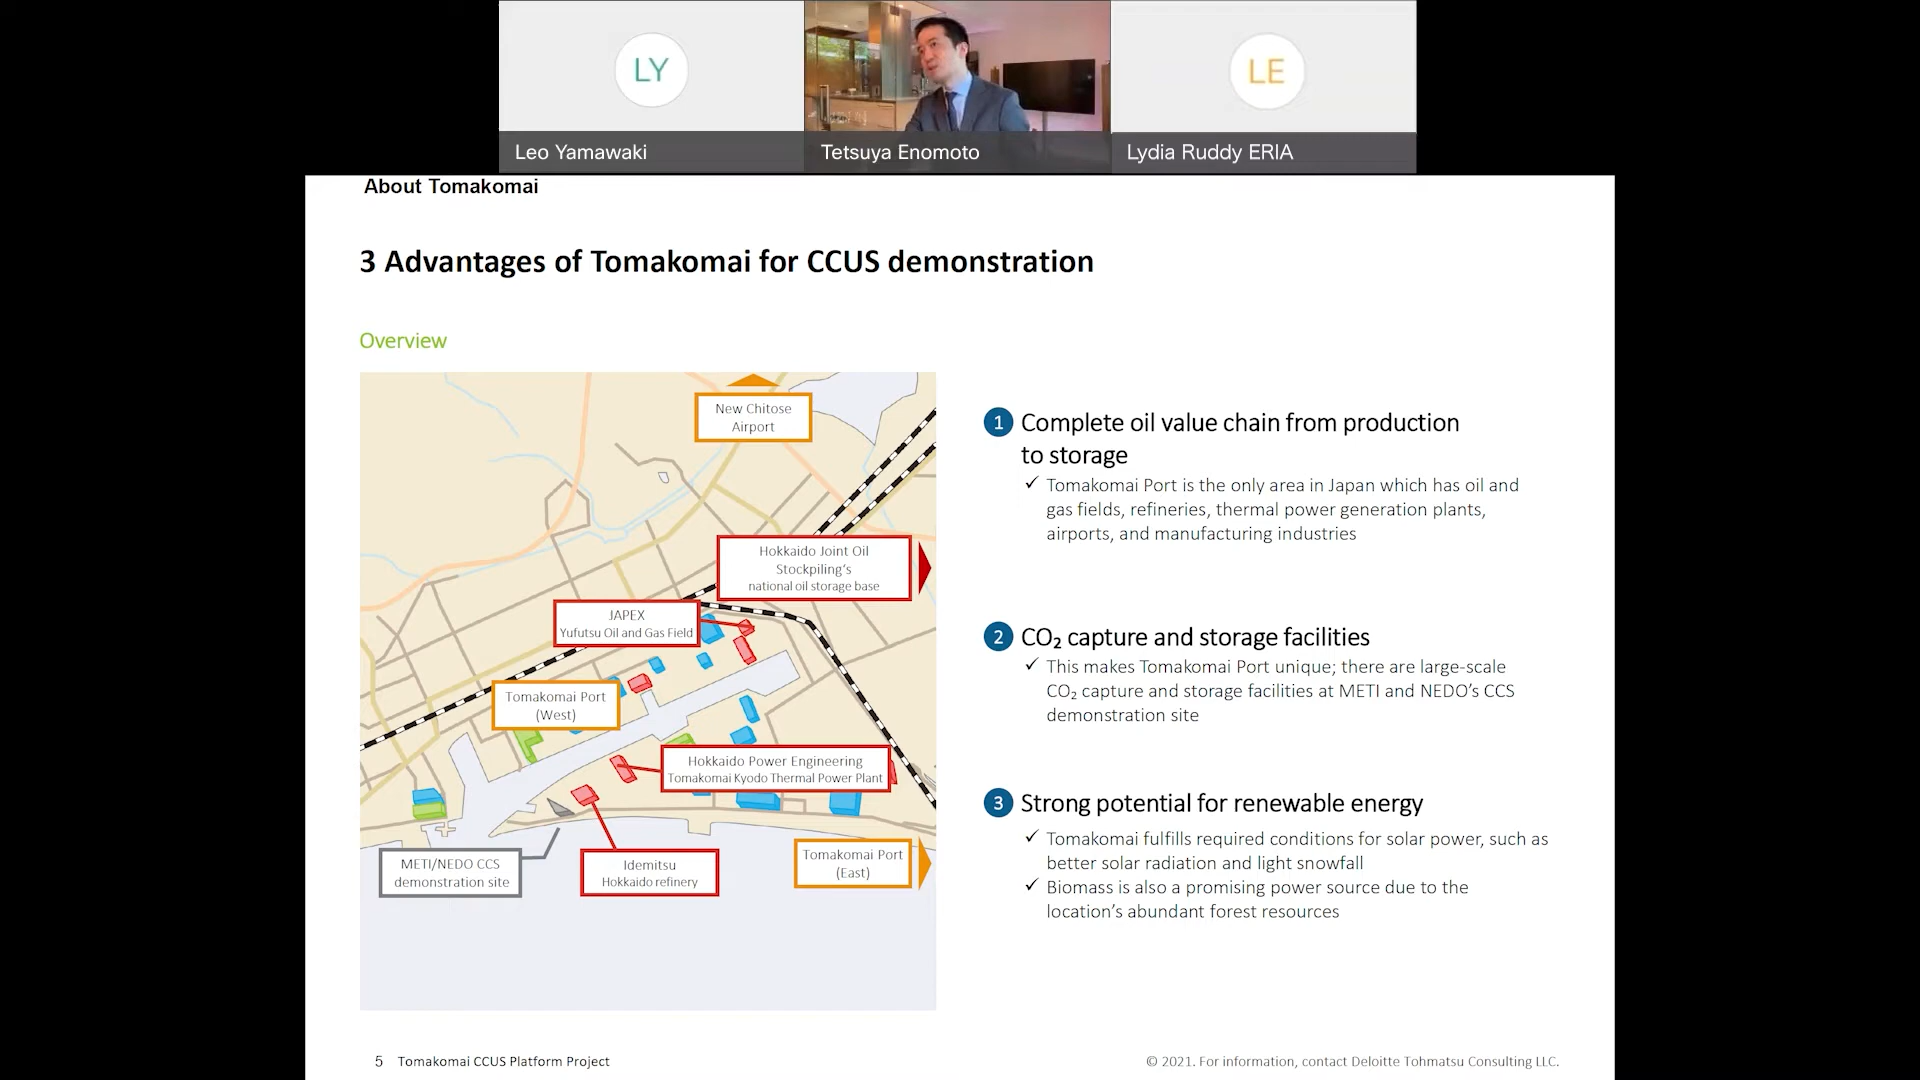 LY
LE
Leo Yamawaki
Tetsuya Enomoto
Lydia Ruddy ERIA
About Tomakomai
3 Advantages of Tomakomai for CCUS demonstration
Overview
New Chitose
Airport
Hokkaido Joint Oil
Stockpiling's
national oil storage base
JAPEX
Yufutsu Oil and Gas Field
Tomakomai Port
(West)
Hokkaido Power Engineering
Tomakomai Kyodo Thermal Power Plant
METI/NEDO CCS
demonstration site
Idemitsu
Hokkaido refinery
Tomakomai Port
(East)
1 Complete oil value chain from production
to storage
✓ Tomakomai Port is the only area in Japan which has oil and
gas fields, refineries, thermal power generation plants,
airports, and manufacturing industries
2 CO₂ capture and storage facilities
✓ This makes Tomakomai Port unique; there are large-scale
CO₂ capture and storage facilities at METI and NEDO's CCS
demonstration site
3 Strong potential for renewable energy
✓ Tomakomai fulfills required conditions for solar power, such as
better solar radiation and light snowfall
✓ Biomass is also a promising power source due to the
location's abundant forest resources
5 Tomakomai CCUS Platform Project
© 2021. For information, contact Deloitte Tohmatsu Consulting LLC.